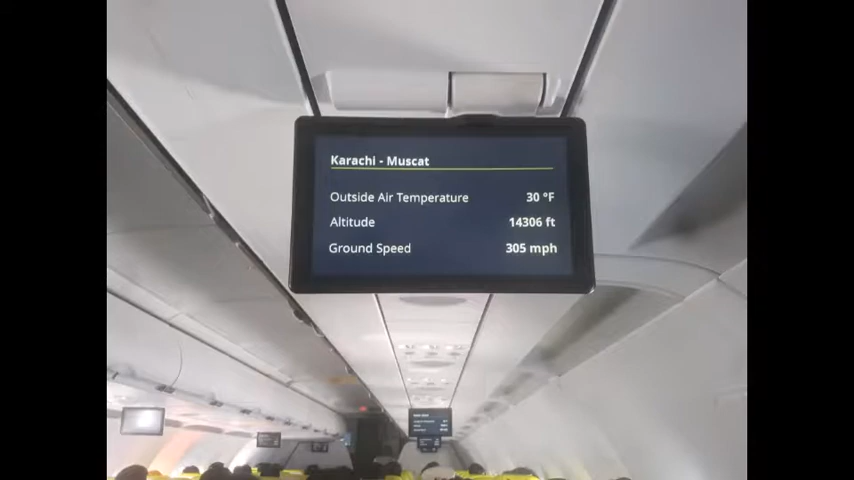 Karachi - Muscat
Outside Air Temperature 30 °F
Altitude 14306 ft
Ground Speed 305 mph